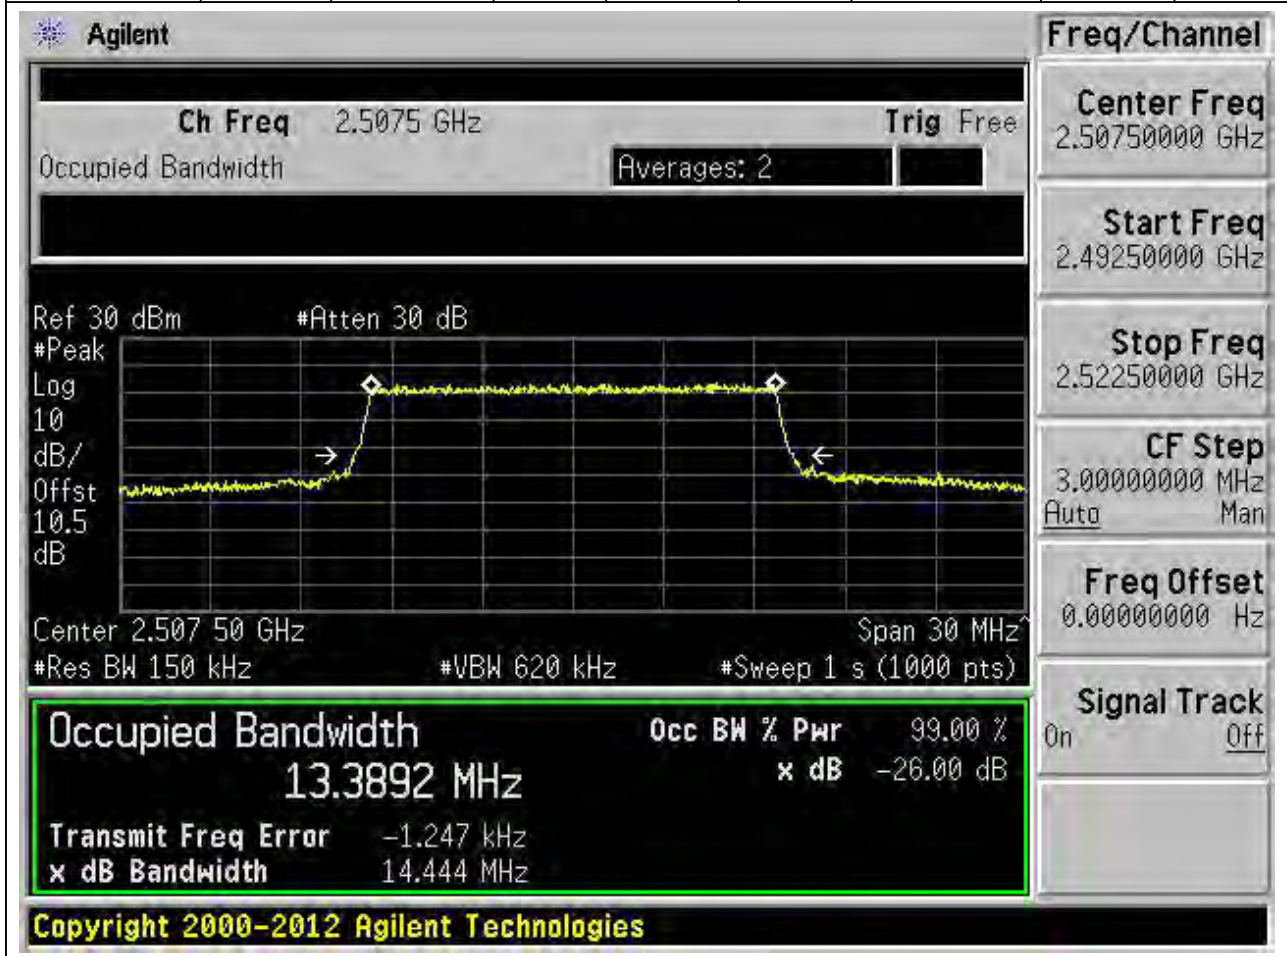 Agilent
Freq/Channel
Ch Freq 2.5075 GHz Trig Free
Occupied Bandwidth Averages: 2
Center Freq
2.50750000 GHz
Start Freq
2.49250000 GHz
Stop Freq
2.52250000 GHz
CF Step
3.00000000 MHz
Auto Man
Freq Offset
0.00000000 Hz
Signal Track
On Off
Ref 30 dBm #Atten 30 dB
#Peak
Log
10
dB/
Offst
10.5
dB
Center 2.507 50 GHz Span 30 MHz^
#Res BW 150 kHz #VBW 620 kHz #Sweep 1 s (1000 pts)
Occupied Bandwidth
13.3892 MHz
Occ BW % Pwr 99.00 %
x dB -26.00 dB
Transmit Freq Error -1.247 kHz
x dB Bandwidth 14.444 MHz
Copyright 2000-2012 Agilent Technologies